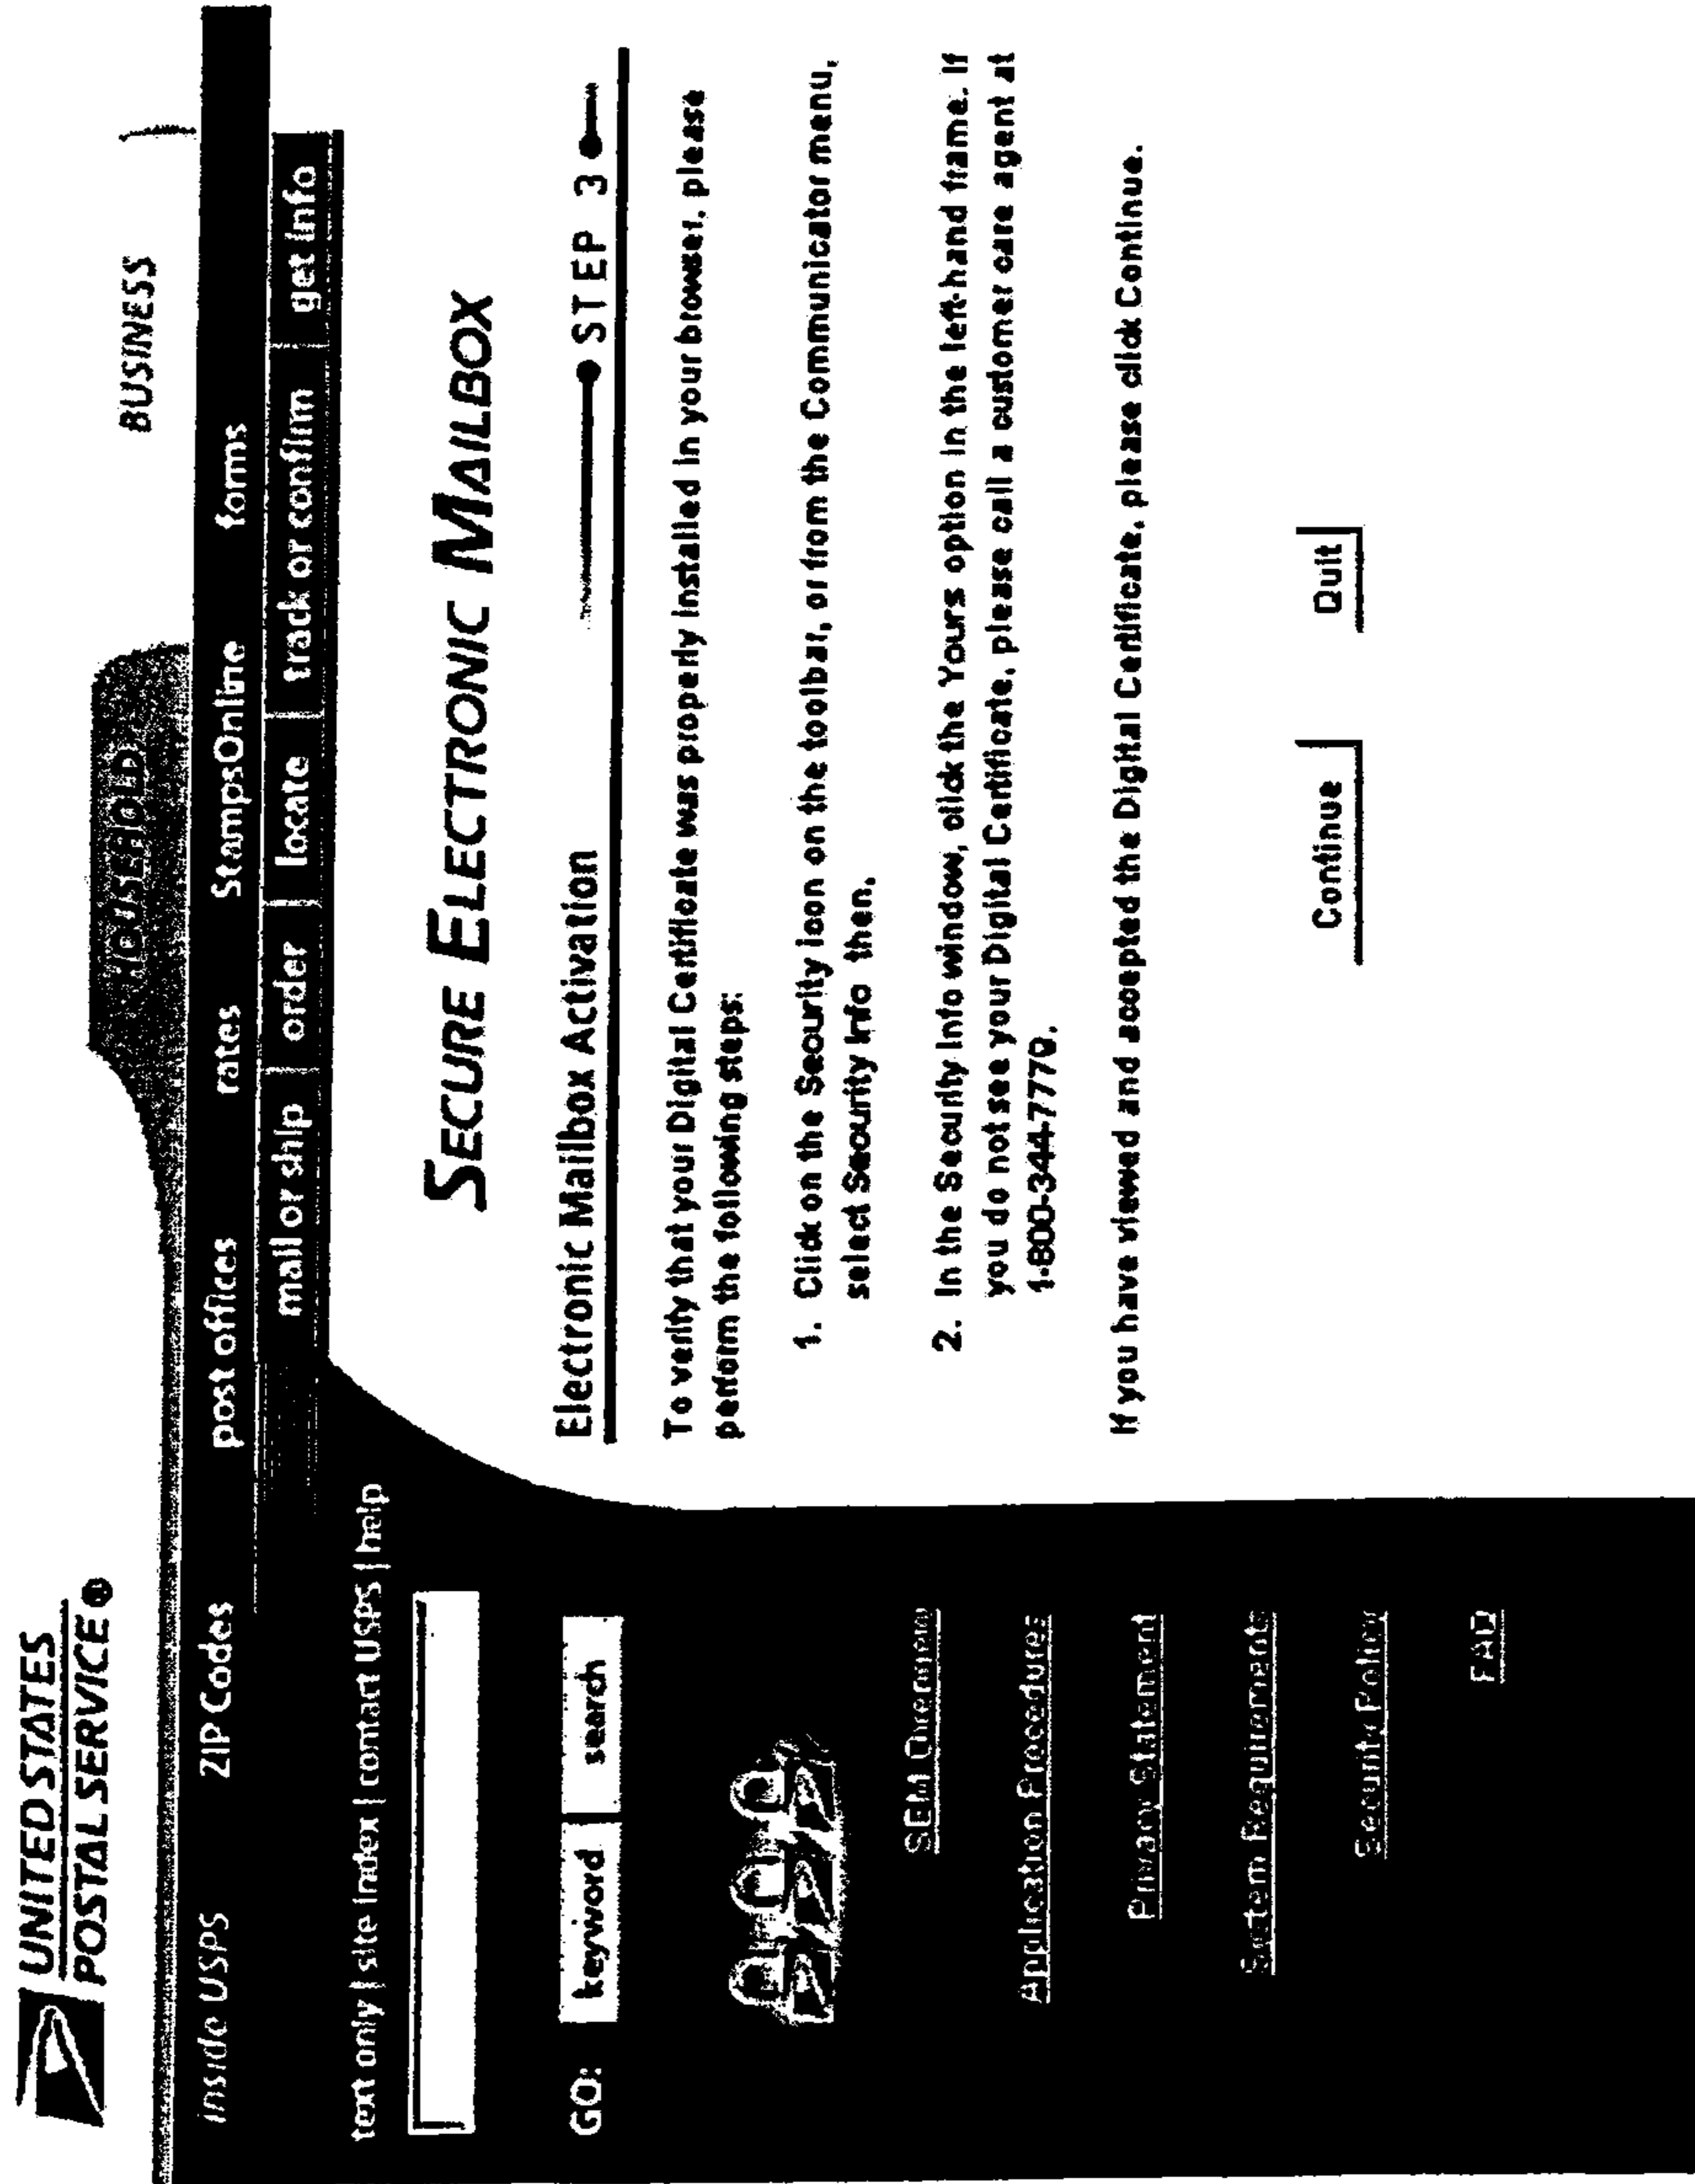 UNITED STATES
POSTAL SERVICE ®
HOUSEHOLD
BUSINESS
inside USPS ZIP Codes post offices rates StampsOnline forms
mail or ship order locate track or confirm get info
text only | site index | contact USPS | help
GO: keyword search
SEM Overview
Application Procedures
Privacy Statement
System Requirements
Security Policy
FAQ
SECURE ELECTRONIC MAILBOX
Electronic Mailbox Activation STEP 3
To verify that your Digital Certificate was properly installed in your browser, please
perform the following steps:
1. Click on the Security icon on the toolbar, or from the Communicator menu,
select Security Info then,
2. In the Security Info window, click the Yours option in the left-hand frame. If
you do not see your Digital Certificate, please call a customer care agent at
1-800-344-7779.
If you have viewed and accepted the Digital Certificate, please click Continue.
Continue Quit